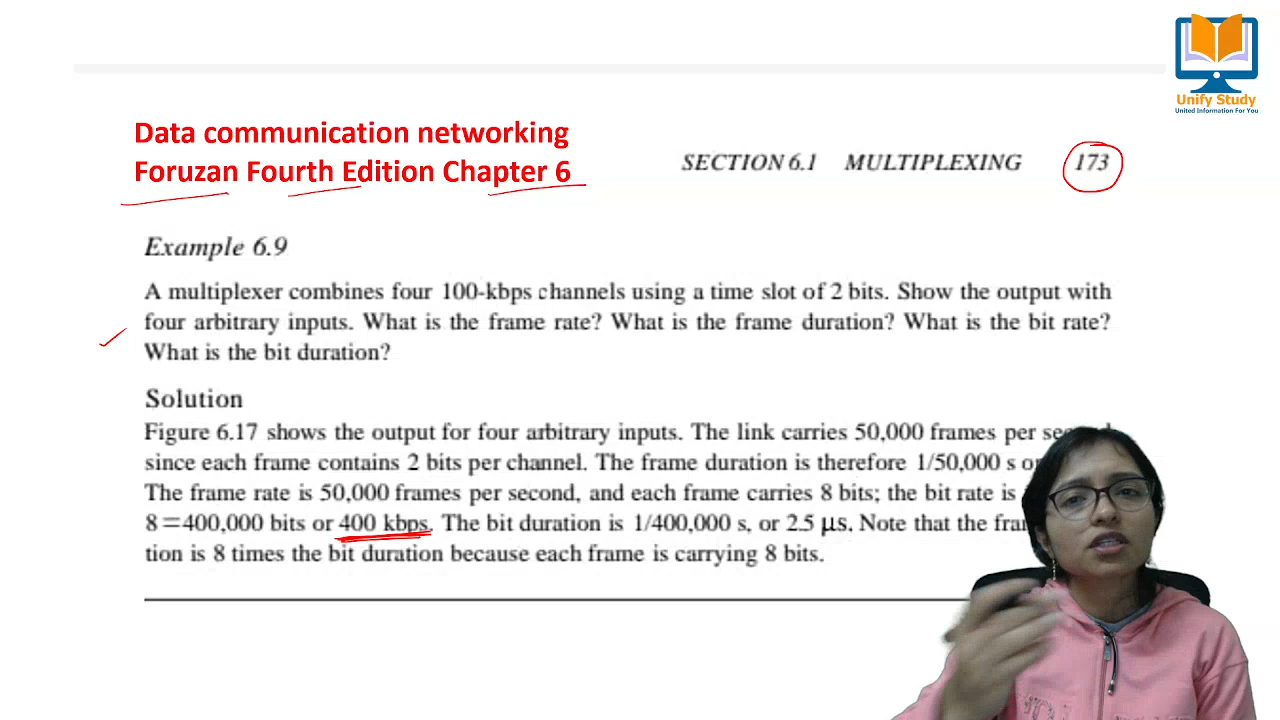 Unify Study
United Information For You
Data communication networking
Foruzan Fourth Edition Chapter 6
SECTION 6.1 MULTIPLEXING 173
Example 6.9
A multiplexer combines four 100-kbps channels using a time slot of 2 bits. Show the output with
four arbitrary inputs. What is the frame rate? What is the frame duration? What is the bit rate?
What is the bit duration?
Solution
Figure 6.17 shows the output for four arbitrary inputs. The link carries 50,000 frames per
since each frame contains 2 bits per channel. The frame duration is therefore 1/50,000 s
The frame rate is 50,000 frames per second, and each frame carries 8 bits; the bit rate is
8=400,000 bits or 400 kbps. The bit duration is 1/400,000 s, or 2.5 μs. Note that the
tion is 8 times the bit duration because each frame is carrying 8 bits.